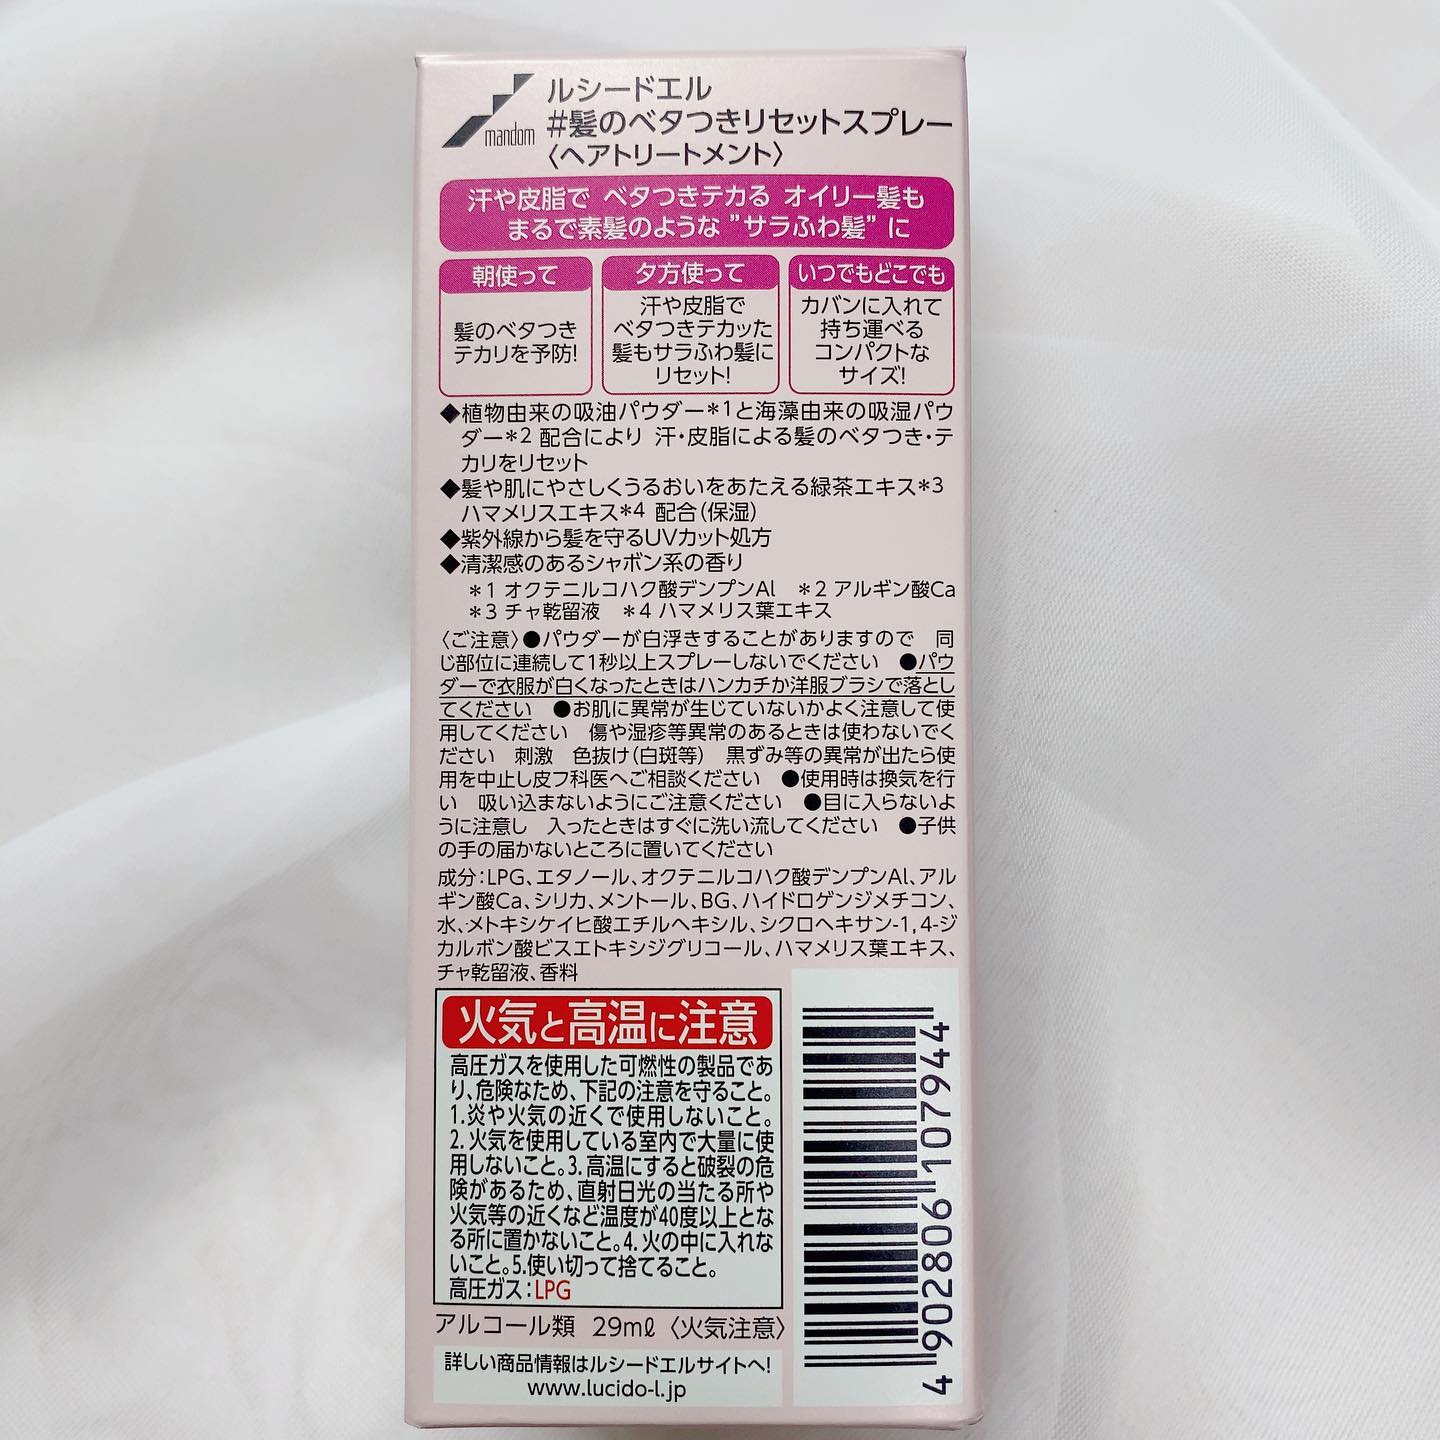 mandom
ルシードエル
#髪のベタつきリセットスプレー
〈ヘアトリートメント〉
汗や皮脂で ベタつきテカる オイリー髪も
まるで素髪のような ”サラふわ髪” に
朝使って
髪のベタつき
テカリを予防!
夕方使って
汗や皮脂で
ベタつきテカッた
髪もサラふわ髪に
リセット!
いつでもどこでも
カバンに入れて
持ち運べる
コンパクトな
サイズ!
◆植物由来の吸油パウダー*1と海藻由来の吸湿パウ
ダー*2 配合により 汗・皮脂による髪のベタつき・テ
カリをリセット
◆髪や肌にやさしくうるおいをあたえる緑茶エキス*3
ハマメリスエキス*4 配合(保湿)
◆紫外線から髪を守るUVカット処方
◆清潔感のあるシャボン系の香り
*1 オクテニルコハク酸デンプンAl *2 アルギン酸Ca
*3 チャ乾留液 *4 ハマメリス葉エキス
〈ご注意〉●パウダーが白浮きすることがありますので 同
じ部位に連続して1秒以上スプレーしないでください ●パウ
ダーで衣服が白くなったときはハンカチか洋服ブラシで落とし
てください ●お肌に異常が生じていないかよく注意して使
用してください 傷や湿疹等異常のあるときは使わないでく
ださい 刺激 色抜け(白斑等) 黒ずみ等の異常が出たら使
用を中止し皮フ科医へご相談ください ●使用時は換気を行
い 吸い込まないようにご注意ください ●目に入らないよ
うに注意し 入ったときはすぐに洗い流してください ●子供
の手の届かないところに置いてください
成分:LPG、エタノール、オクテニルコハク酸デンプンAl、アル
ギン酸Ca、シリカ、メントール、BG、ハイドロゲンジメチコン、
水、メトキシケイヒ酸エチルヘキシル、シクロヘキサン-1,4-ジ
カルボン酸ビスエトキシジグリコール、ハマメリス葉エキス、
チャ乾留液、香料
火気と高温に注意
高圧ガスを使用した可燃性の製品であ
り、危険なため、下記の注意を守ること。
1.炎や火気の近くで使用しないこと。
2.火気を使用している室内で大量に使
用しないこと。3.高温にすると破裂の危
険があるため、直射日光の当たる所や
火気等の近くなど温度が40度以上とな
る所に置かないこと。4.火の中に入れな
いこと。5.使い切って捨てること。
高圧ガス:LPG
アルコール類 29mℓ 〈火気注意〉
詳しい商品情報はルシードエルサイトへ!
www.lucido-l.jp
4 902806 107944